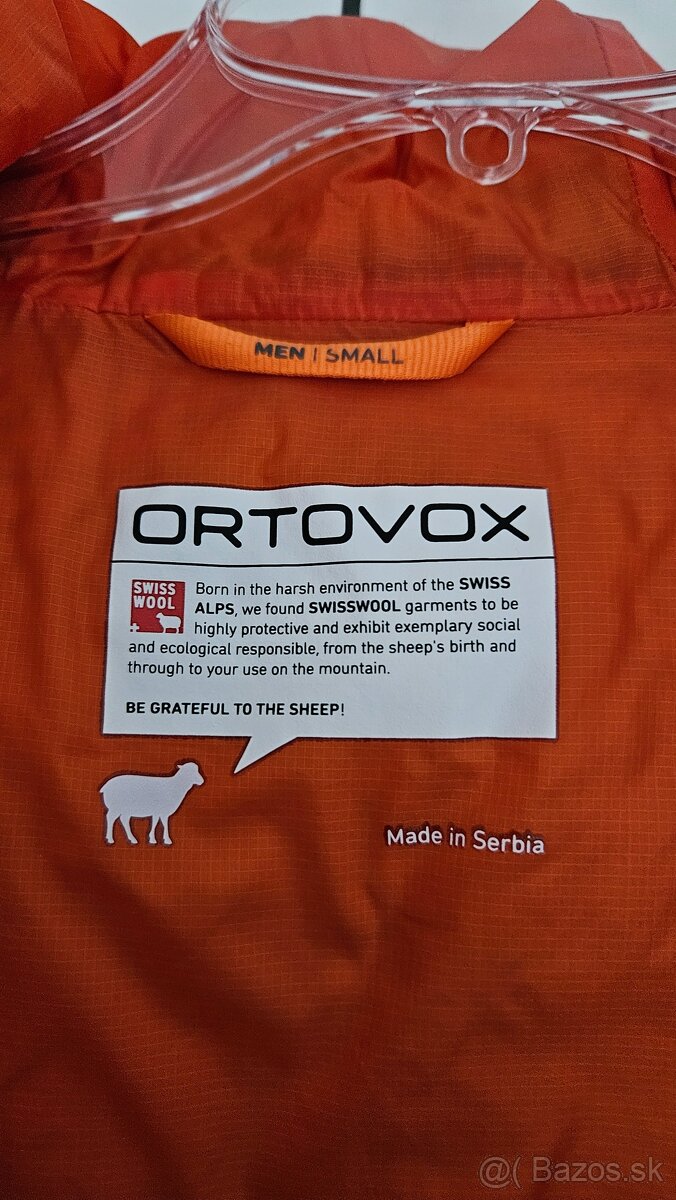 MEN | SMALL
ORTOVOX
SWISS
WOOL
Born in the harsh environment of the SWISS
ALPS, we found SWISSWOOL garments to be
highly protective and exhibit exemplary social
and ecological responsible, from the sheep's birth and
through to your use on the mountain.
BE GRATEFUL TO THE SHEEP!
Made in Serbia
@( Bazos.sk